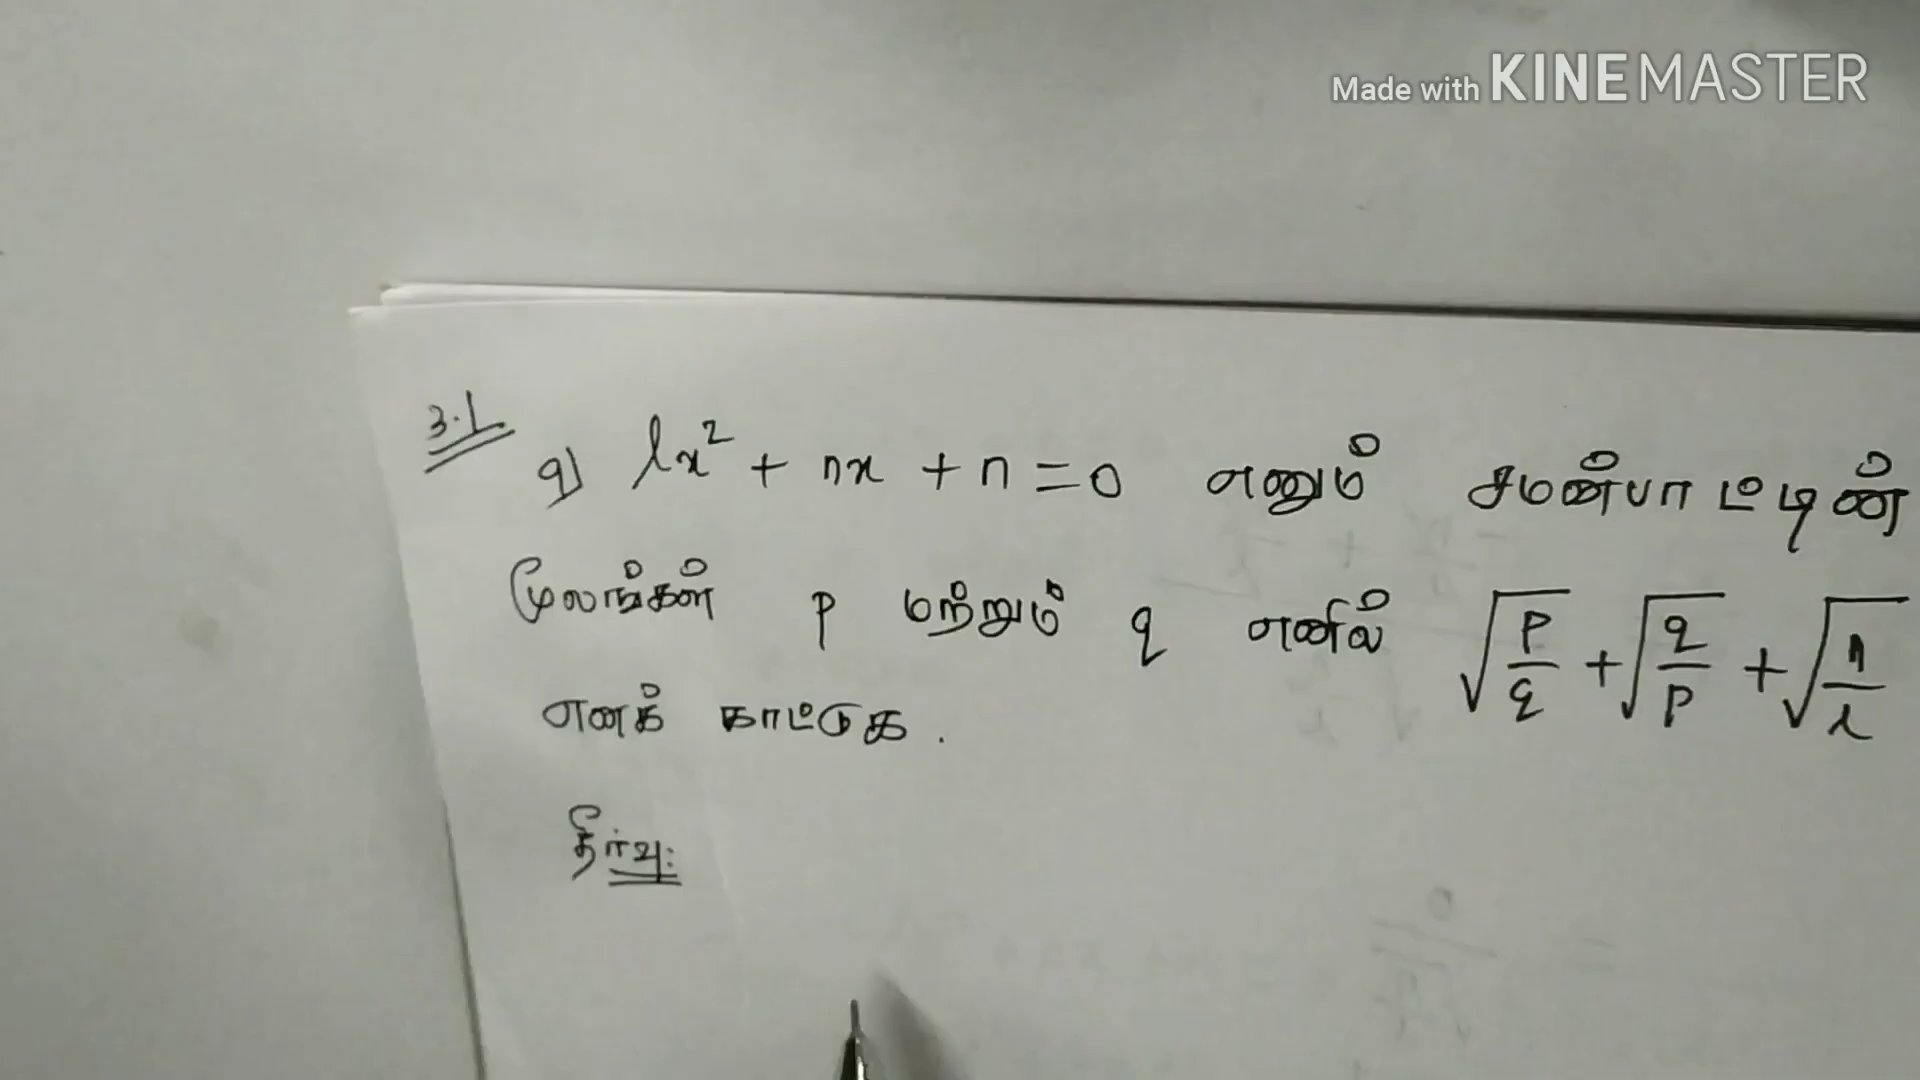 Made with KINEMASTER
3.1
9) lx² + nx + n = 0 எனும் சமன்பாட்டின்
மூலங்கள் p மற்றும் q எனில் √(p/q) + √(q/p) + √(n/l)
எனக் காட்டுக.
தீர்வு: